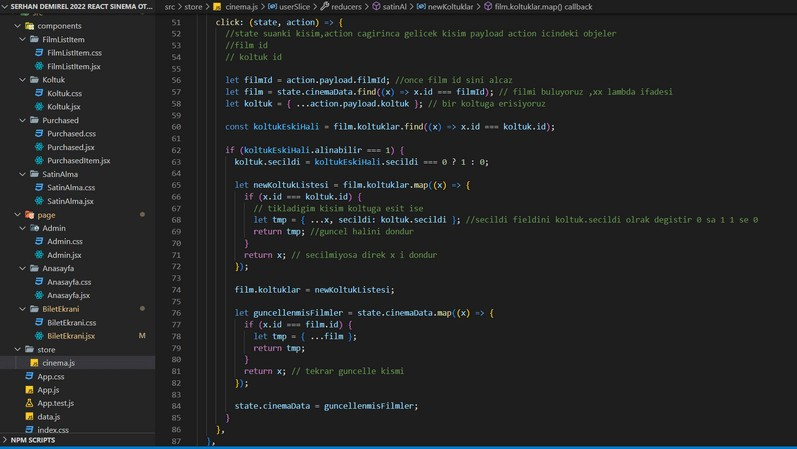 SERHAN DEMIREL 2022 REACT SINEMA OT...
components
FilmListItem
FilmListItem.css
FilmListItem.jsx
Koltuk
Koltuk.css
Koltuk.jsx
Purchased
Purchased.css
Purchased.jsx
PurchasedItem.jsx
SatinAlma
SatinAlma.css
SatinAlma.jsx
page
Admin
Admin.css
Admin.jsx
Anasayfa
Anasayfa.css
Anasayfa.jsx
BiletEkrani
BiletEkrani.css
BiletEkrani.jsx M
store
cinema.js
App.css
App.js
App.test.js
data.js
index.css
NPM SCRIPTS
src > store > cinema.js > userSlice > reducers > satinAl > newKoltuklar > film.koltuklar.map() callback
51 click: (state, action) => {
52 //state suanki kisim,action cagirinca gelicek kisim payload action icindeki objeler
53 //film id
54 // koltuk id
55
56 let filmId = action.payload.filmId; //once film id sini alcaz
57 let film = state.cinemaData.find((x) => x.id === filmId); // filmi buluyoruz ,xx lambda ifadesi
58 let koltuk = { ...action.payload.koltuk }; // bir koltuga erisiyoruz
59
60 const koltukEskiHali = film.koltuklar.find((x) => x.id === koltuk.id);
61
62 if (koltukEskiHali.alinabilir === 1) {
63 koltuk.secildi = koltukEskiHali.secildi === 0 ? 1 : 0;
64
65 let newKoltukListesi = film.koltuklar.map((x) => {
66 if (x.id === koltuk.id) {
67 // tikladigim kisim koltuga esit ise
68 let tmp = { ...x, secildi: koltuk.secildi }; //secildi fieldini koltuk.secildi olrak degistir 0 sa 1 1 se 0
69 return tmp; //guncel halini dondur
70 }
71 return x; // secilmiyosa direk x i dondur
72 });
73
74 film.koltuklar = newKoltukListesi;
75
76 let guncellenmisFilmler = state.cinemaData.map((x) => {
77 if (x.id === film.id) {
78 let tmp = { ...film };
79 return tmp;
80 }
81 return x; // tekrar guncelle kismi
82 });
83
84 state.cinemaData = guncellenmisFilmler;
85 }
86 },
87 },